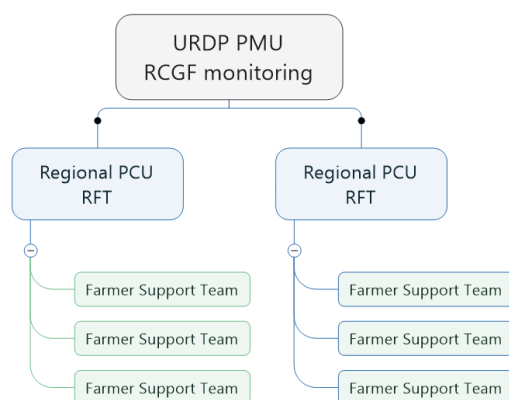 URDP PMU
RCGF monitoring
Regional PCU
RFT
Regional PCU
RFT
Farmer Support Team
Farmer Support Team
Farmer Support Team
Farmer Support Team
Farmer Support Team
Farmer Support Team